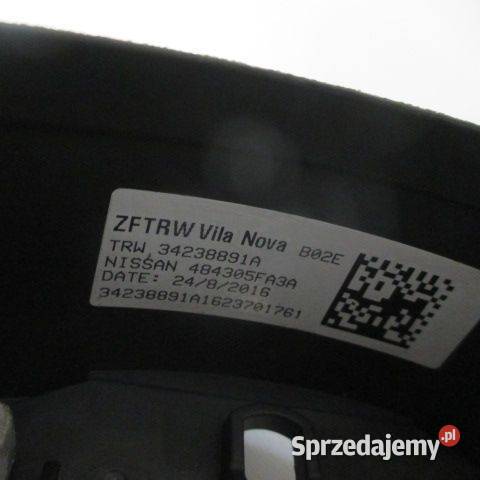 ZFTRW Vila Nova B02E
TRW 34238891A
NISSAN 484305FA3A
DATE: 24/8/2016
34238891A1623701761
Sprzedajemy.pl